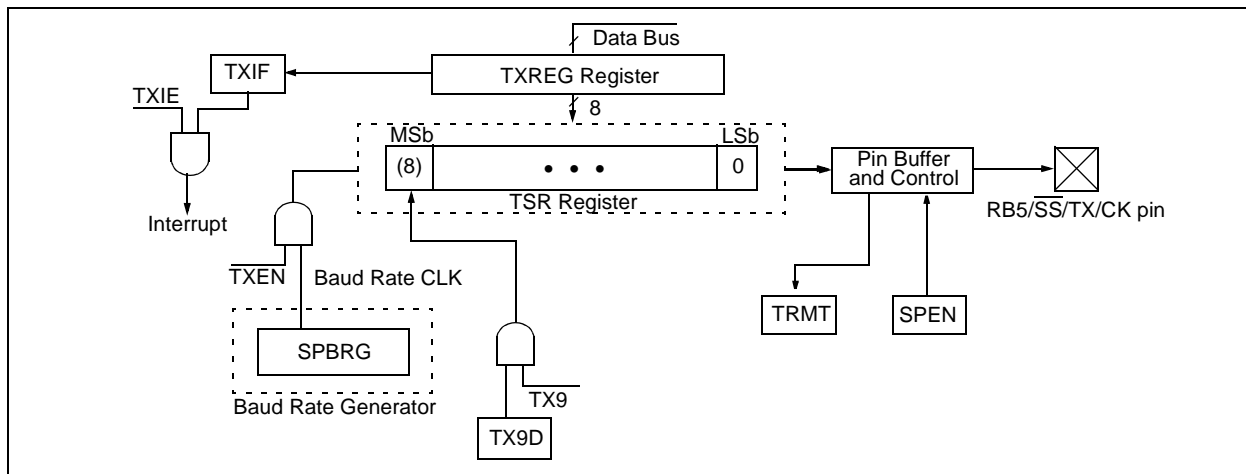 Data Bus
TXIF
TXREG Register
TXIE
8
MSb
LSb
(8)
• • •
0
Pin Buffer
and Control
TSR Register
Interrupt
RB5/SS/TX/CK pin
TXEN
Baud Rate CLK
TRMT
SPEN
SPBRG
TX9
Baud Rate Generator
TX9D